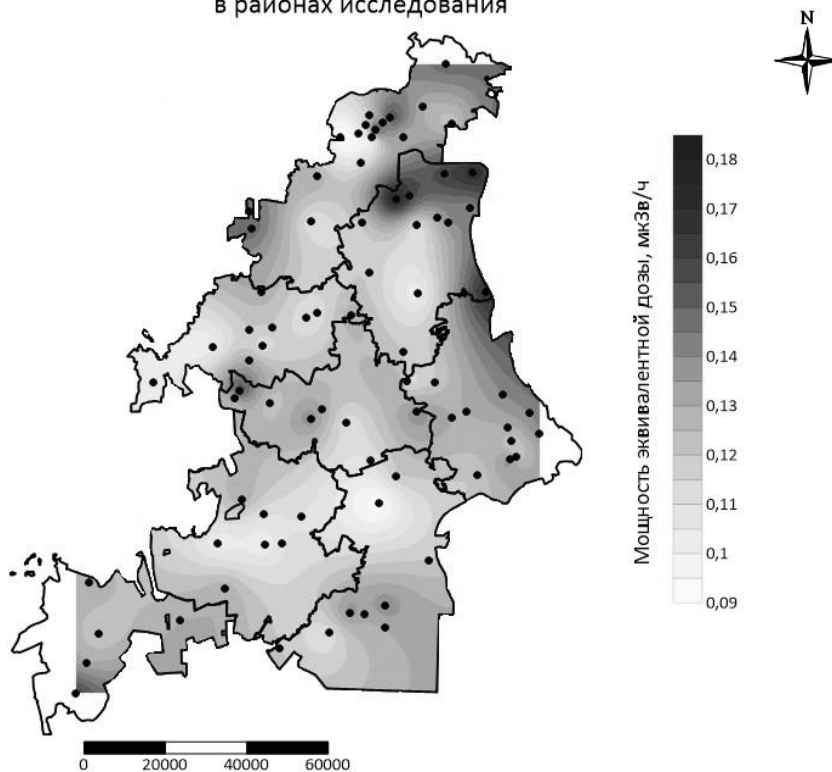 в районах исследования
N
Мощность эквивалентной дозы, мкЗв/ч
0,18
0,17
0,16
0,15
0,14
0,13
0,12
0,11
0,1
0,09
0 20000 40000 60000